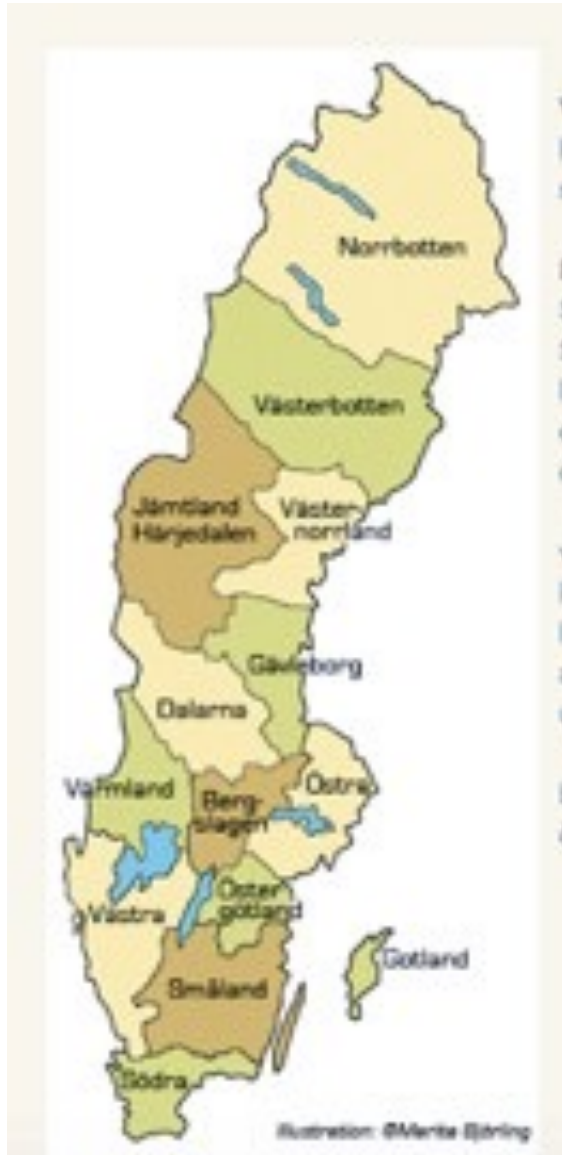 Norrbotten
Västerbotten
Jämtland
Härjedalen
Väster-
norrland
Gävleborg
Dalarna
Värmland
Berg-
slagen
Östra
Öster
götland
Västra
Gotland
Småland
Södra
Illustration: ©Merite Björling